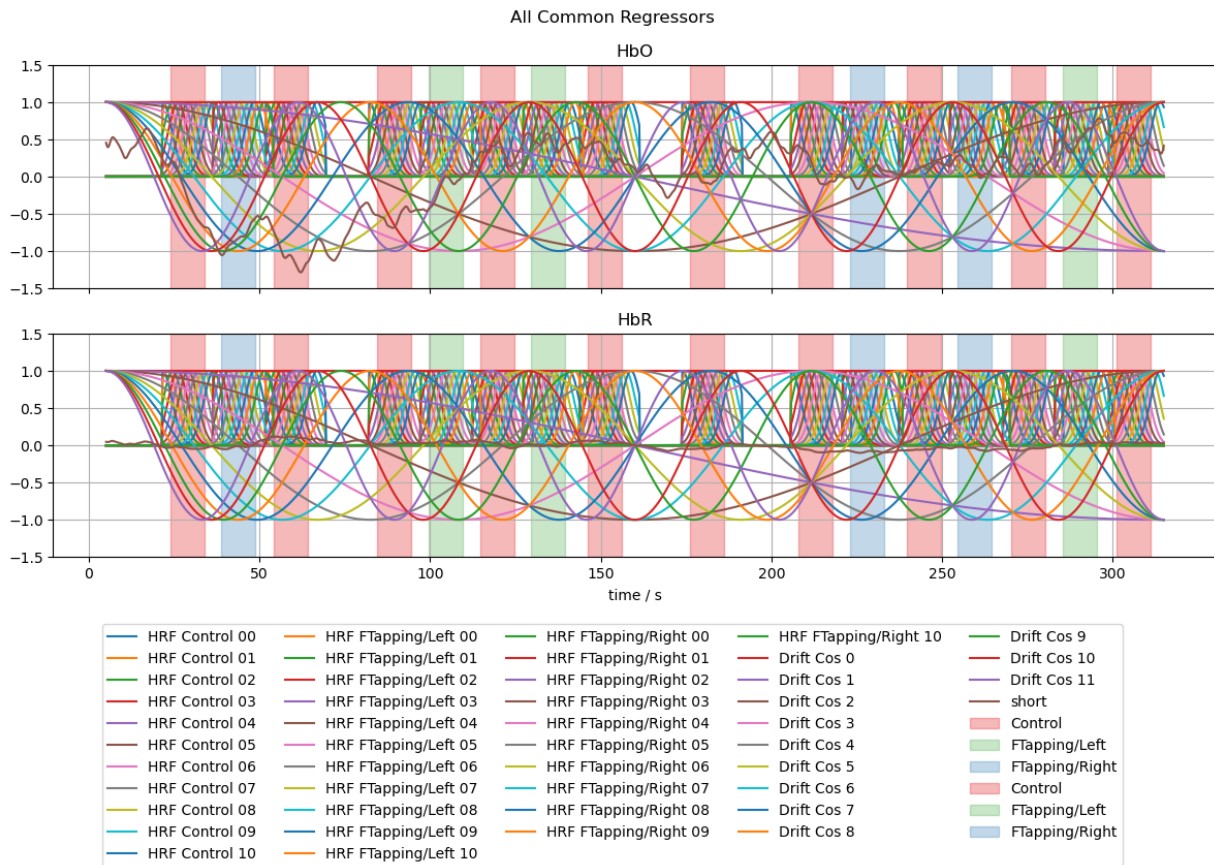 All Common Regressors
HbO
1.5
1.0
0.5
0.0
−0.5
−1.0
−1.5
HbR
1.5
1.0
0.5
0.0
−0.5
−1.0
−1.5
0 50 100 150 200 250 300
time / s
HRF Control 00 HRF FTapping/Left 00 HRF FTapping/Right 00 HRF FTapping/Right 10 Drift Cos 9
HRF Control 01 HRF FTapping/Left 01 HRF FTapping/Right 01 Drift Cos 0 Drift Cos 10
HRF Control 02 HRF FTapping/Left 02 HRF FTapping/Right 02 Drift Cos 1 Drift Cos 11
HRF Control 03 HRF FTapping/Left 03 HRF FTapping/Right 03 Drift Cos 2 short
HRF Control 04 HRF FTapping/Left 04 HRF FTapping/Right 04 Drift Cos 3 Control
HRF Control 05 HRF FTapping/Left 05 HRF FTapping/Right 05 Drift Cos 4 FTapping/Left
HRF Control 06 HRF FTapping/Left 06 HRF FTapping/Right 06 Drift Cos 5 FTapping/Right
HRF Control 07 HRF FTapping/Left 07 HRF FTapping/Right 07 Drift Cos 6 Control
HRF Control 08 HRF FTapping/Left 08 HRF FTapping/Right 08 Drift Cos 7 FTapping/Left
HRF Control 09 HRF FTapping/Left 09 HRF FTapping/Right 09 Drift Cos 8 FTapping/Right
HRF Control 10 HRF FTapping/Left 10